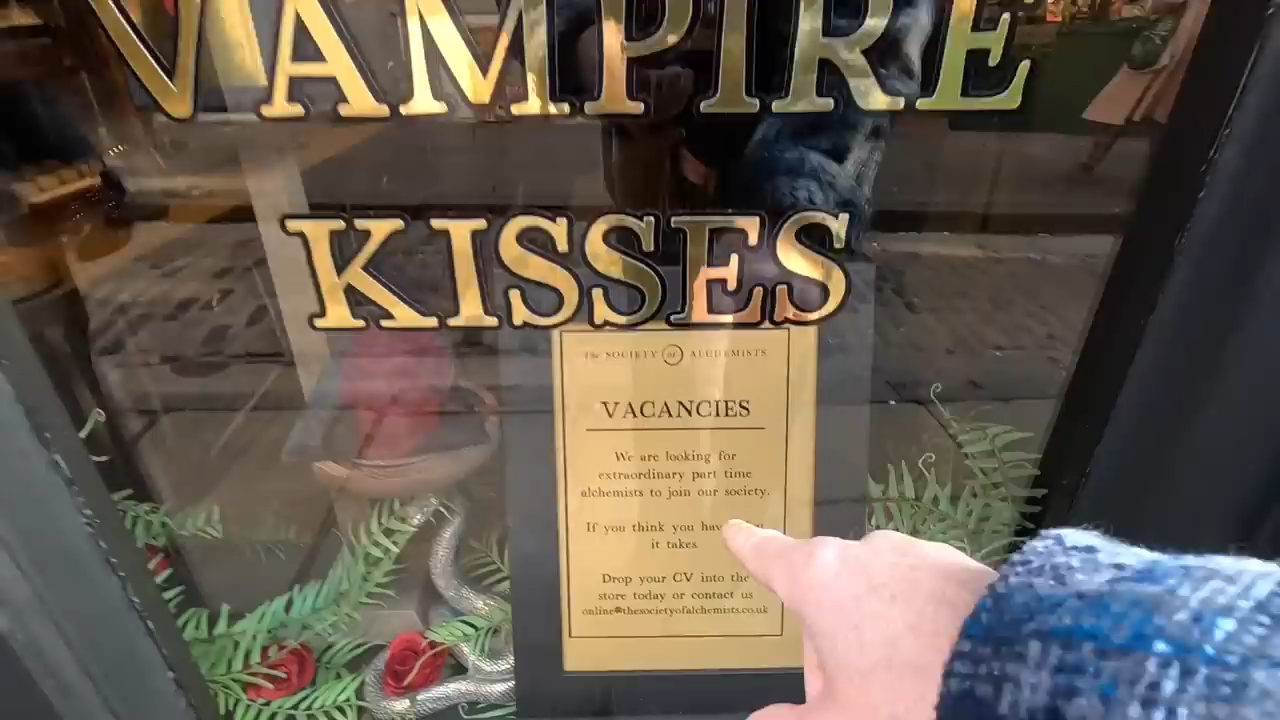 VAMPIRE
KISSES
The SOCIETY of ALCHEMISTS
VACANCIES
We are looking for
extraordinary part time
alchemists to join our society.
If you think you have
it takes
Drop your CV into the
store today or contact us
online@thesocietyofalchemists.co.uk